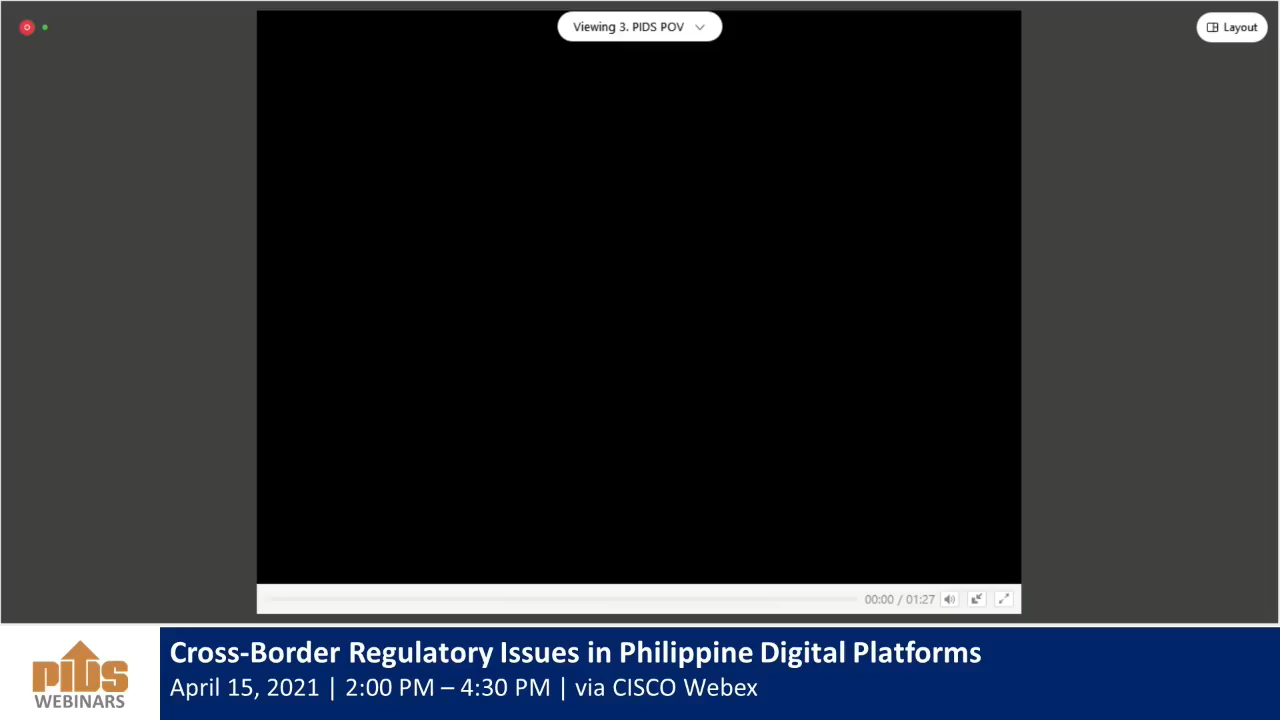 Viewing 3. PIDS POV
Layout
00:00 / 01:27
PIDS
WEBINARS
Cross-Border Regulatory Issues in Philippine Digital Platforms
April 15, 2021 | 2:00 PM – 4:30 PM | via CISCO Webex